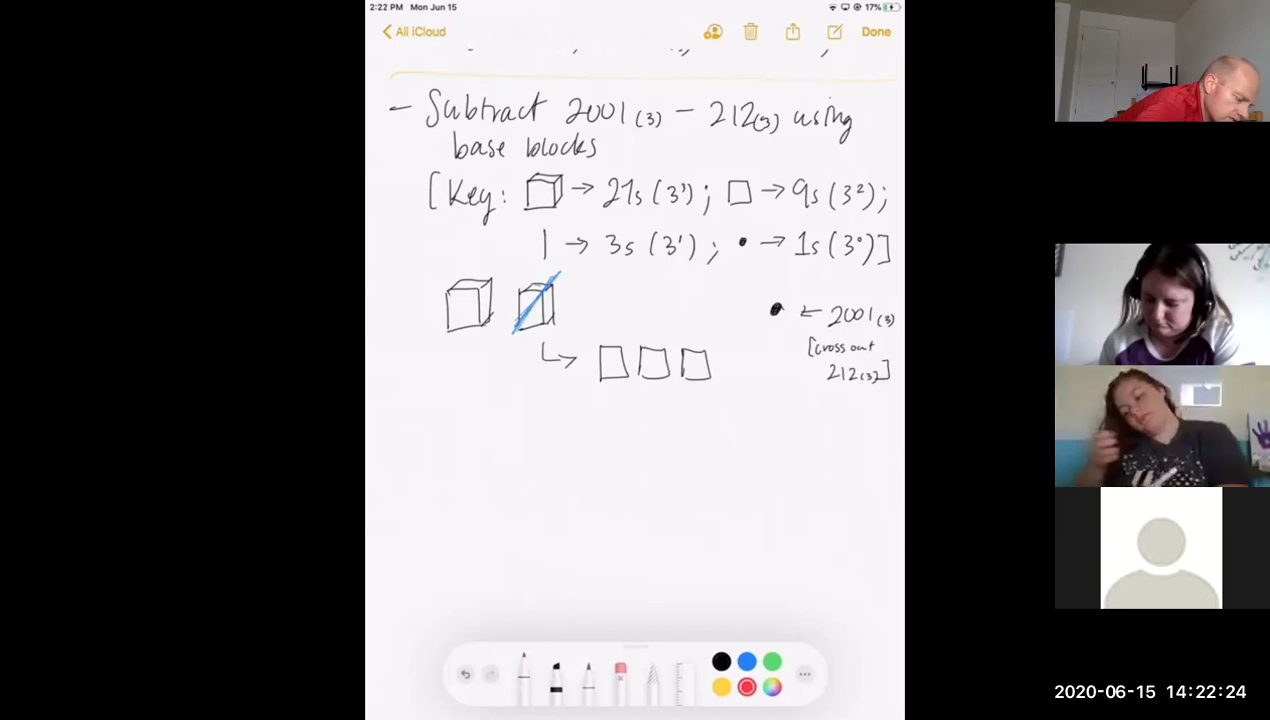 2:22 PM Mon Jun 15
17%
All iCloud
Done
- Subtract 2001(3) - 212(3) using
base blocks
[Key: → 27s (3³); → 9s (3²);
| → 3s (3¹); • → 1s (3⁰)]
← 2001(3)
[cross out
212(3)]
2020-06-15 14:22:24